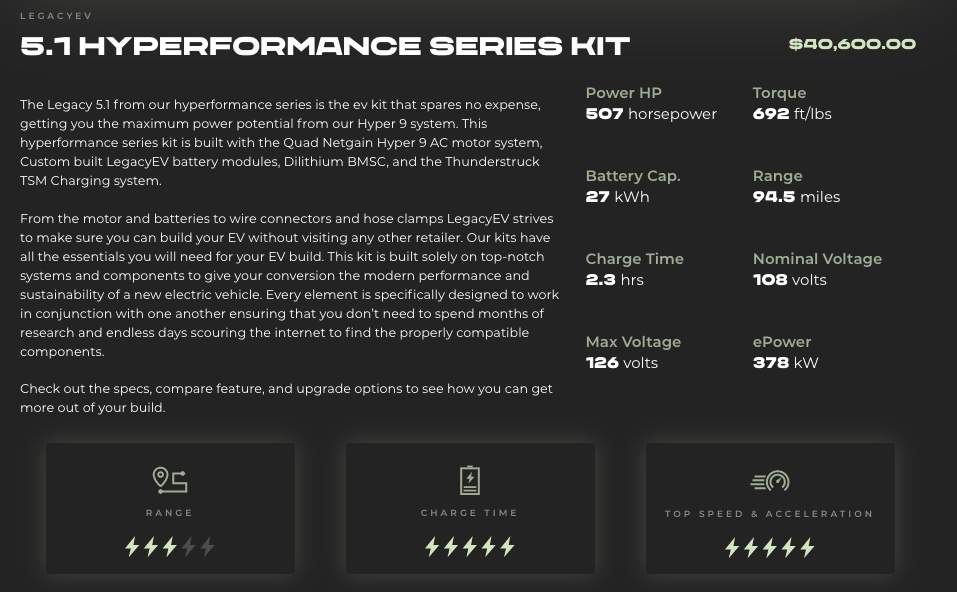 LEGACYEV
5.1 HYPERFORMANCE SERIES KIT
$40,600.00
The Legacy 5.1 from our hyperformance series is the ev kit that spares no expense,
getting you the maximum power potential from our Hyper 9 system. This
hyperformance series kit is built with the Quad Netgain Hyper 9 AC motor system,
Custom built LegacyEV battery modules, Dilithium BMSC, and the Thunderstruck
TSM Charging system.
From the motor and batteries to wire connectors and hose clamps LegacyEV strives
to make sure you can build your EV without visiting any other retailer. Our kits have
all the essentials you will need for your EV build. This kit is built solely on top-notch
systems and components to give your conversion the modern performance and
sustainability of a new electric vehicle. Every element is specifically designed to work
in conjunction with one another ensuring that you don't need to spend months of
research and endless days scouring the internet to find the properly compatible
components.
Check out the specs, compare feature, and upgrade options to see how you can get
more out of your build.
Power HP
507 horsepower
Torque
692 ft/lbs
Battery Cap.
27 kWh
Range
94.5 miles
Charge Time
2.3 hrs
Nominal Voltage
108 volts
Max Voltage
126 volts
ePower
378 kW
RANGE
CHARGE TIME
TOP SPEED & ACCELERATION